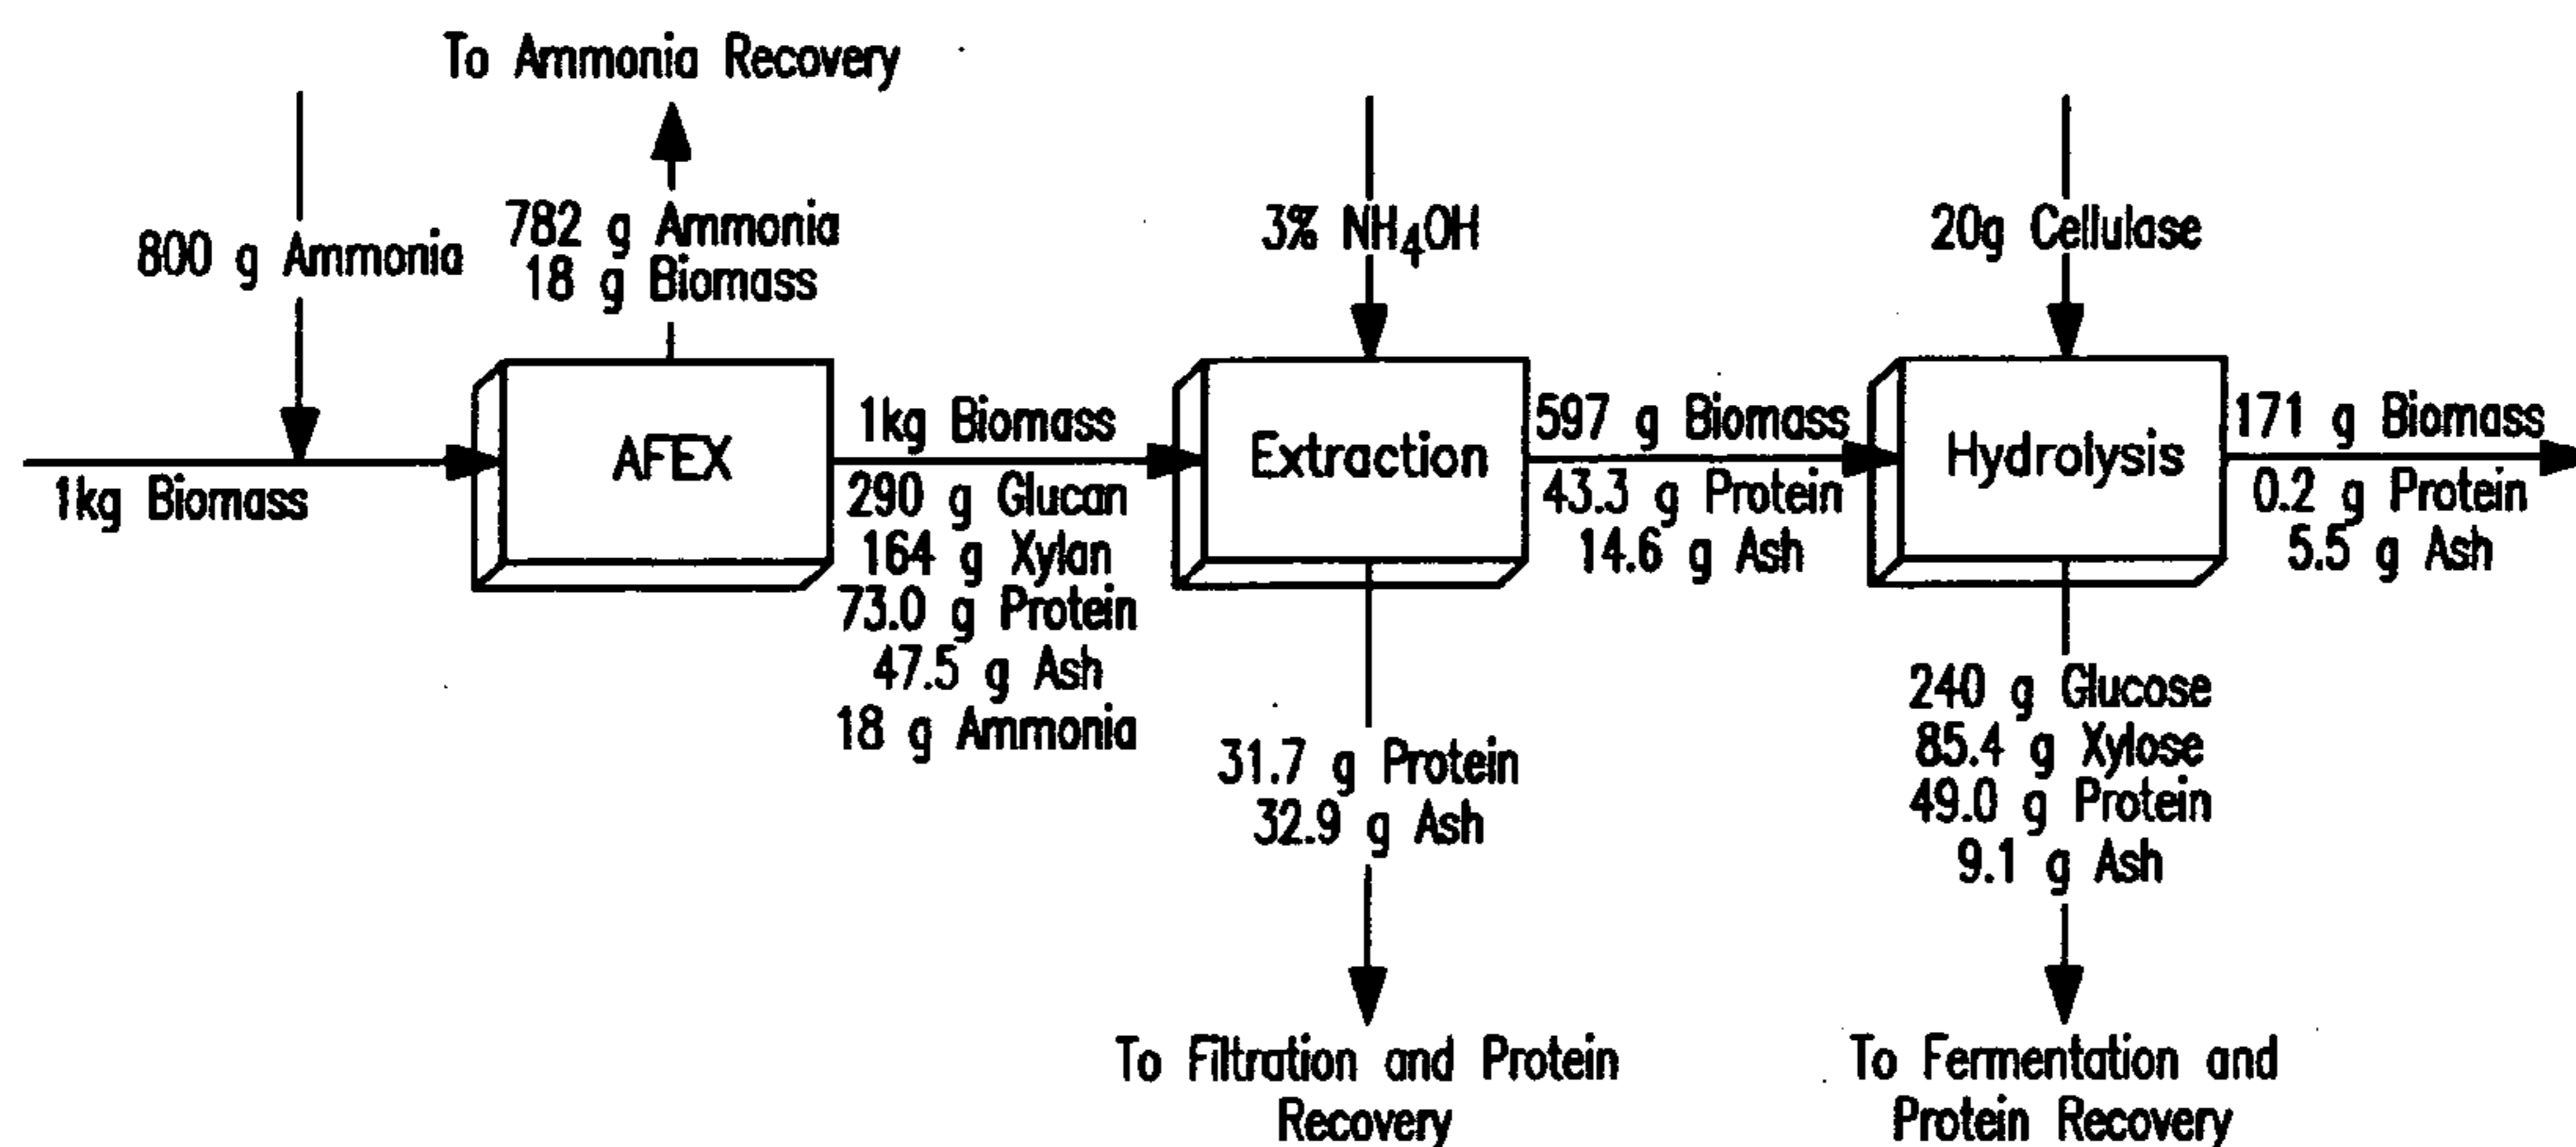 To Ammonia Recovery
800 g Ammonia
782 g Ammonia
18 g Biomass
1kg Biomass
AFEX
1kg Biomass
290 g Glucan
164 g Xylan
73.0 g Protein
47.5 g Ash
18 g Ammonia
3% NH₄OH
Extraction
31.7 g Protein
32.9 g Ash
To Filtration and Protein
Recovery
597 g Biomass
43.3 g Protein
14.6 g Ash
20g Cellulase
Hydrolysis
240 g Glucose
85.4 g Xylose
49.0 g Protein
9.1 g Ash
To Fermentation and
Protein Recovery
171 g Biomass
0.2 g Protein
5.5 g Ash